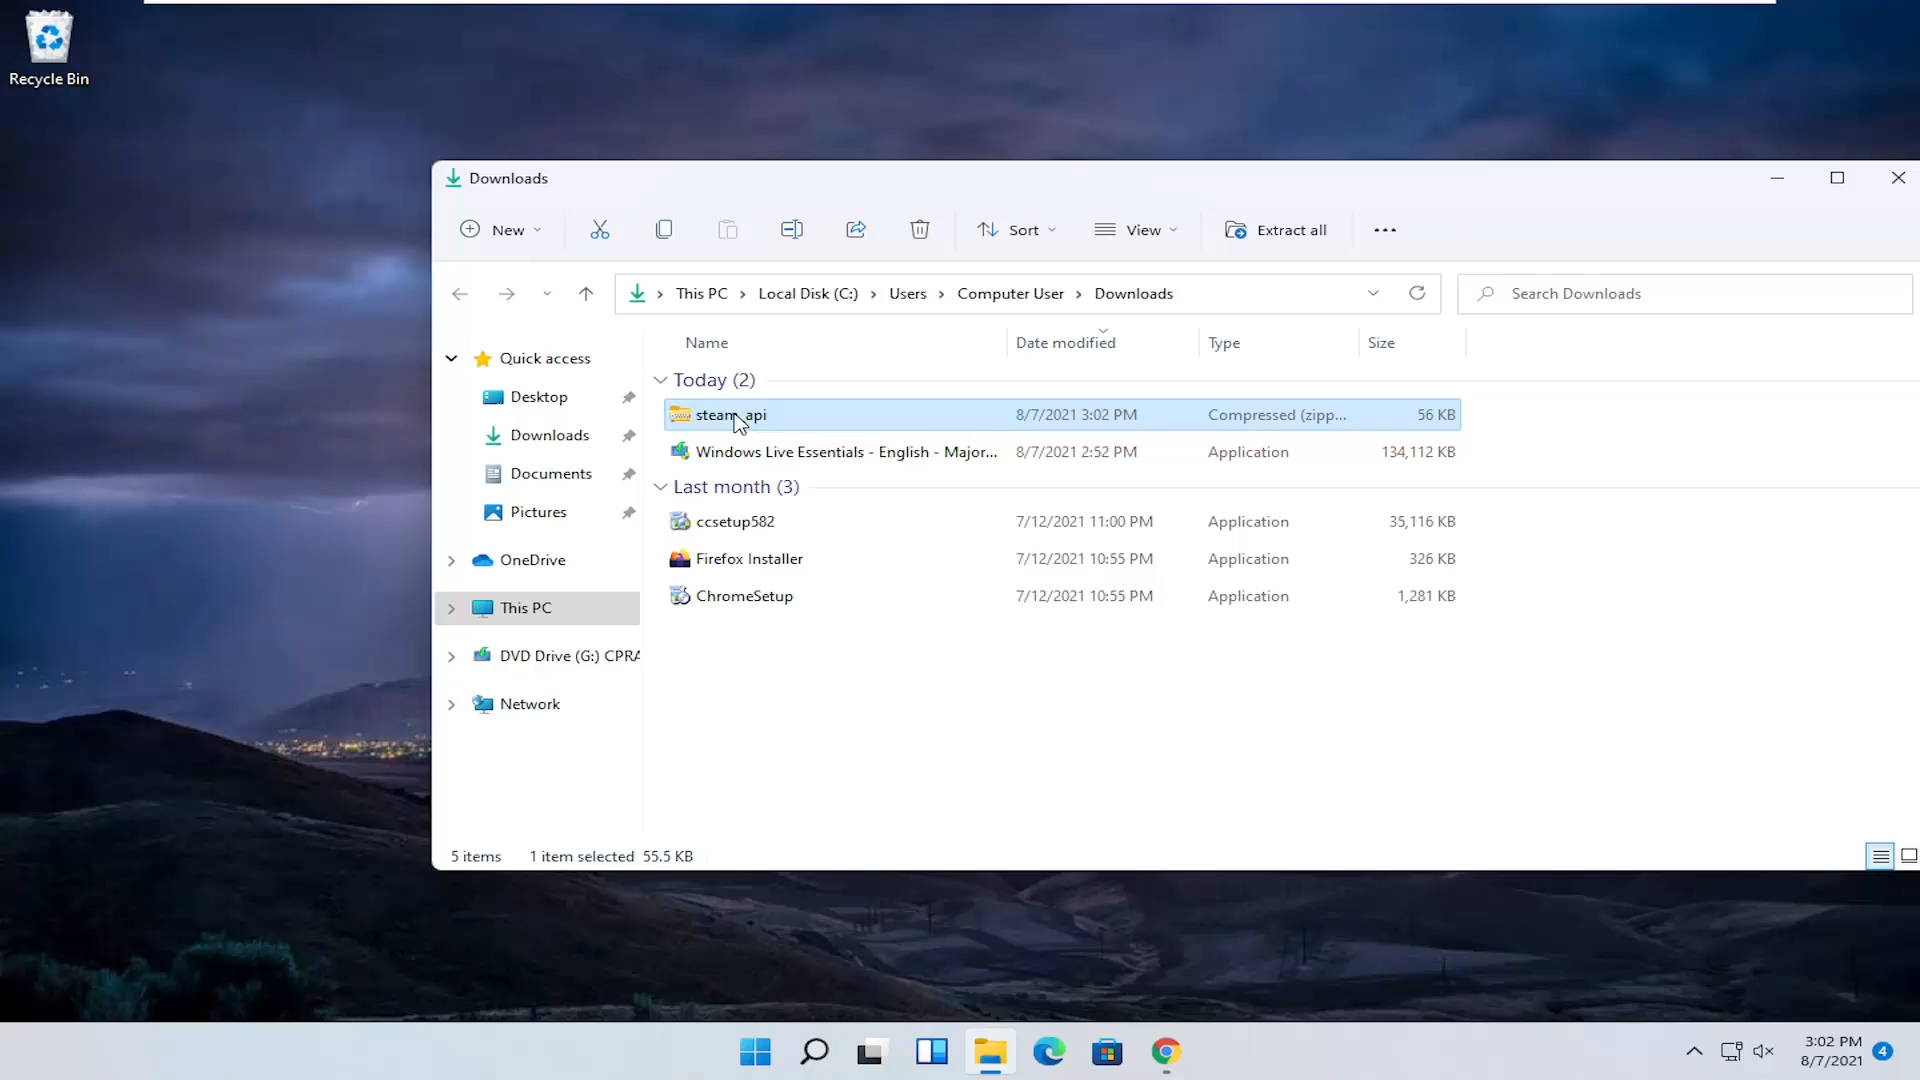 Recycle Bin
Downloads
New
Sort
View
Extract all
This PC > Local Disk (C:) > Users > Computer User > Downloads
Search Downloads
Name
Date modified
Type
Size
Quick access
Desktop
Downloads
Documents
Pictures
OneDrive
This PC
DVD Drive (G:) CPRA
Network
Today (2)
steam_api 8/7/2021 3:02 PM Compressed (zipp... 56 KB
Windows Live Essentials - English - Major... 8/7/2021 2:52 PM Application 134,112 KB
Last month (3)
ccsetup582 7/12/2021 11:00 PM Application 35,116 KB
Firefox Installer 7/12/2021 10:55 PM Application 326 KB
ChromeSetup 7/12/2021 10:55 PM Application 1,281 KB
5 items 1 item selected 55.5 KB
3:02 PM
8/7/2021
4